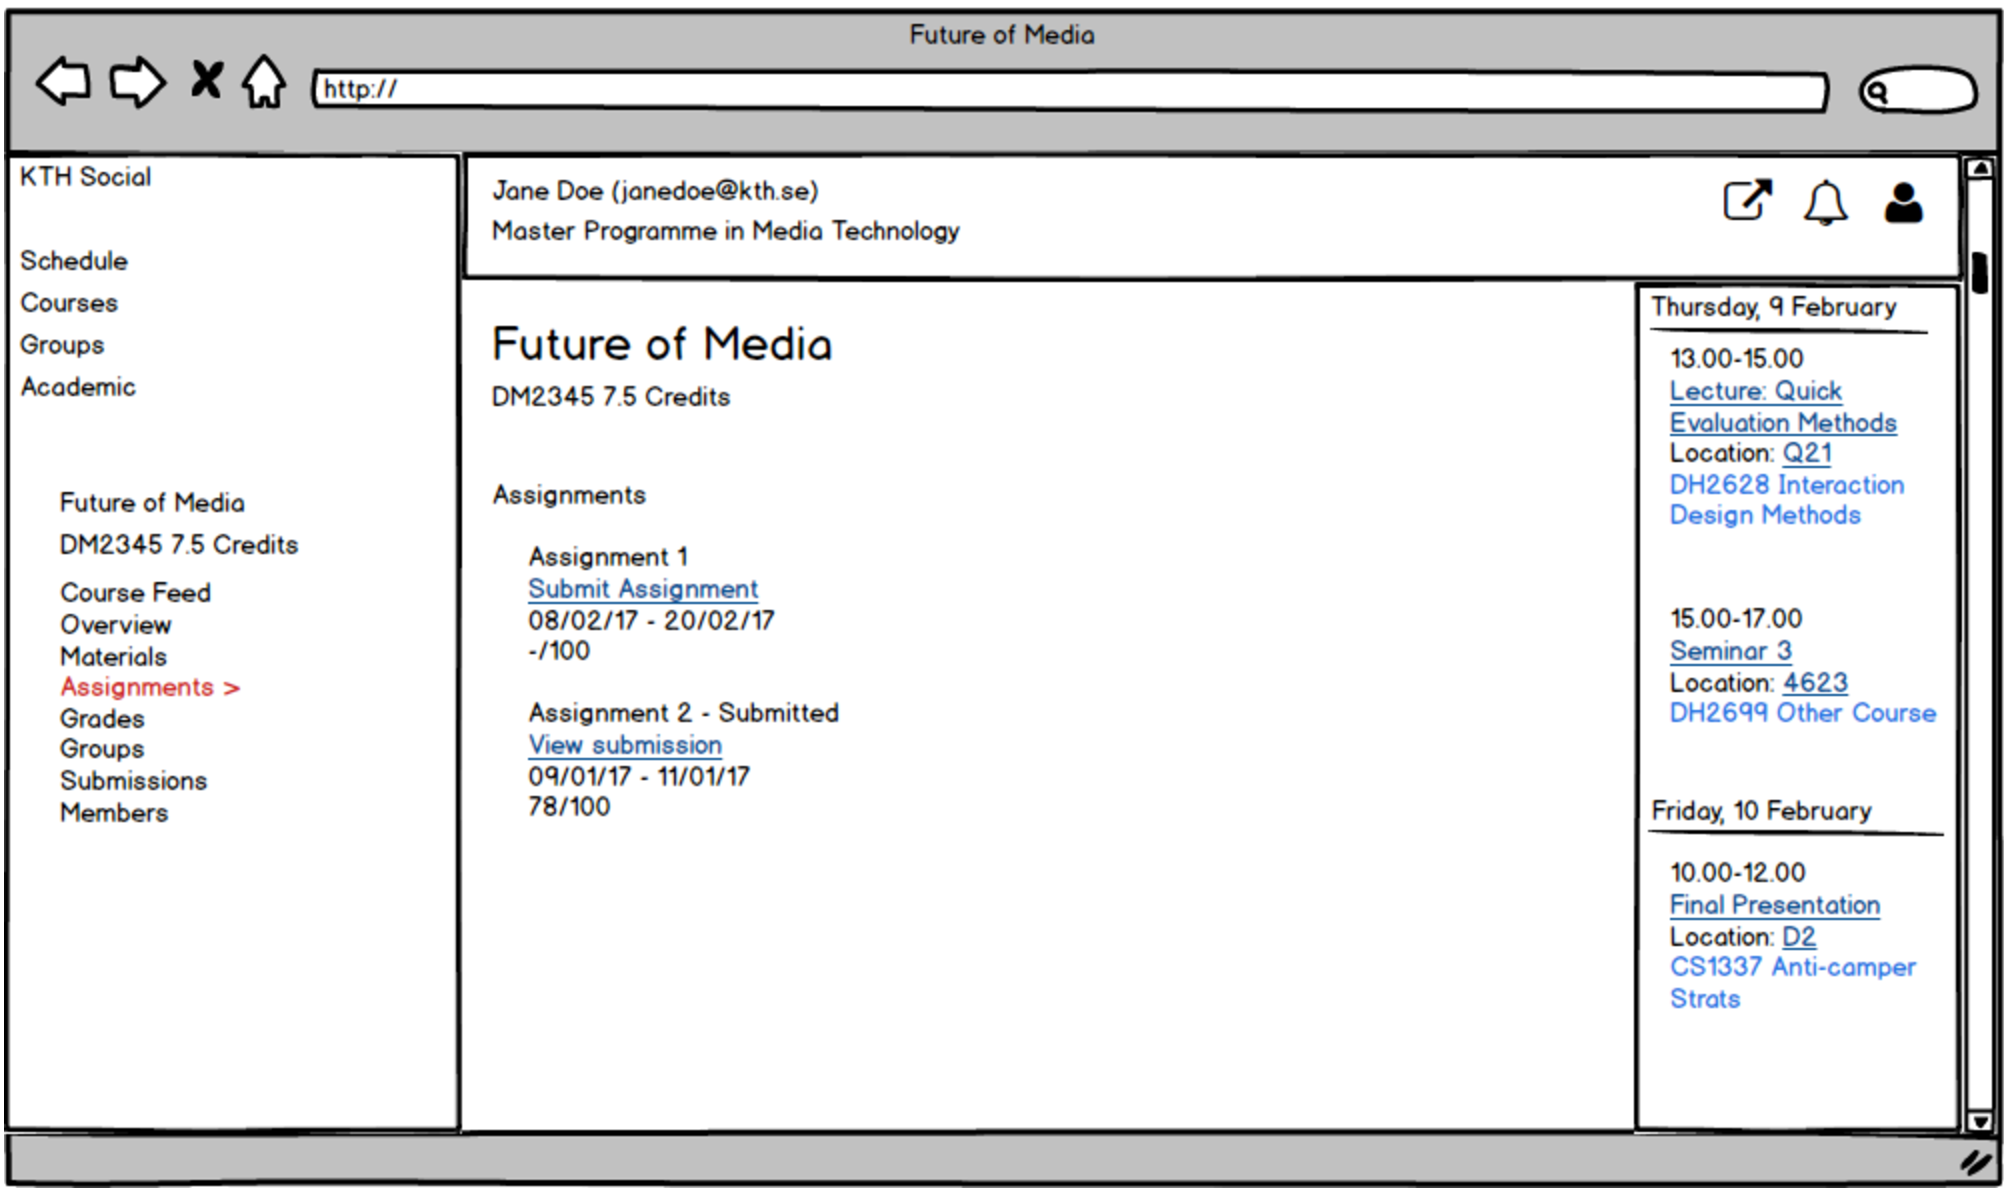 Future of Media
http://
KTH Social
Schedule
Courses
Groups
Academic
Future of Media
DM2345 7.5 Credits
Course Feed
Overview
Materials
Assignments >
Grades
Groups
Submissions
Members
Jane Doe (janedoe@kth.se)
Master Programme in Media Technology
Future of Media
DM2345 7.5 Credits
Assignments
Assignment 1
Submit Assignment
08/02/17 - 20/02/17
-/100
Assignment 2 - Submitted
View submission
09/01/17 - 11/01/17
78/100
Thursday, 9 February
13.00-15.00
Lecture: Quick
Evaluation Methods
Location: Q21
DH2628 Interaction
Design Methods
15.00-17.00
Seminar 3
Location: 4623
DH2699 Other Course
Friday, 10 February
10.00-12.00
Final Presentation
Location: D2
CS1337 Anti-camper
Strats